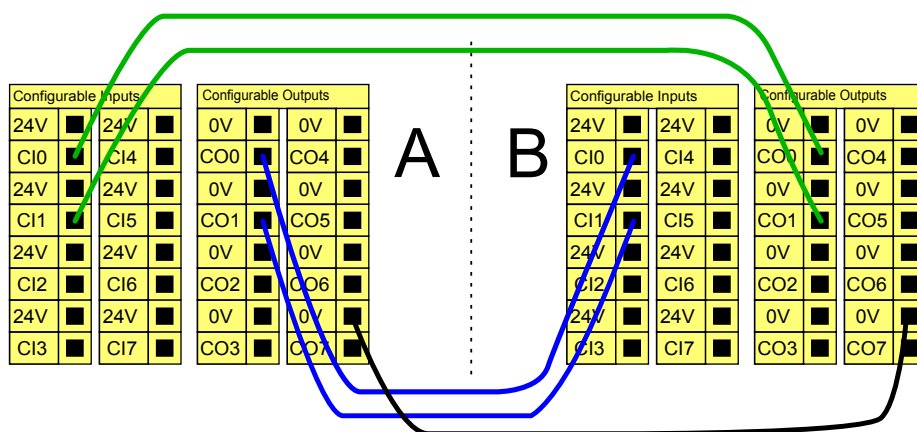 Configurable Inputs
24V 24V
CI0 CI4
24V 24V
CI1 CI5
24V 24V
CI2 CI6
24V 24V
CI3 CI7
Configurable Outputs
0V 0V
CO0 CO4
0V 0V
CO1 CO5
0V 0V
CO2 CO6
0V 0V
CO3 CO7
A
B
Configurable Inputs
24V 24V
CI0 CI4
24V 24V
CI1 CI5
24V 24V
CI2 CI6
24V 24V
CI3 CI7
Configurable Outputs
0V 0V
CO0 CO4
0V 0V
CO1 CO5
0V 0V
CO2 CO6
0V 0V
CO3 CO7